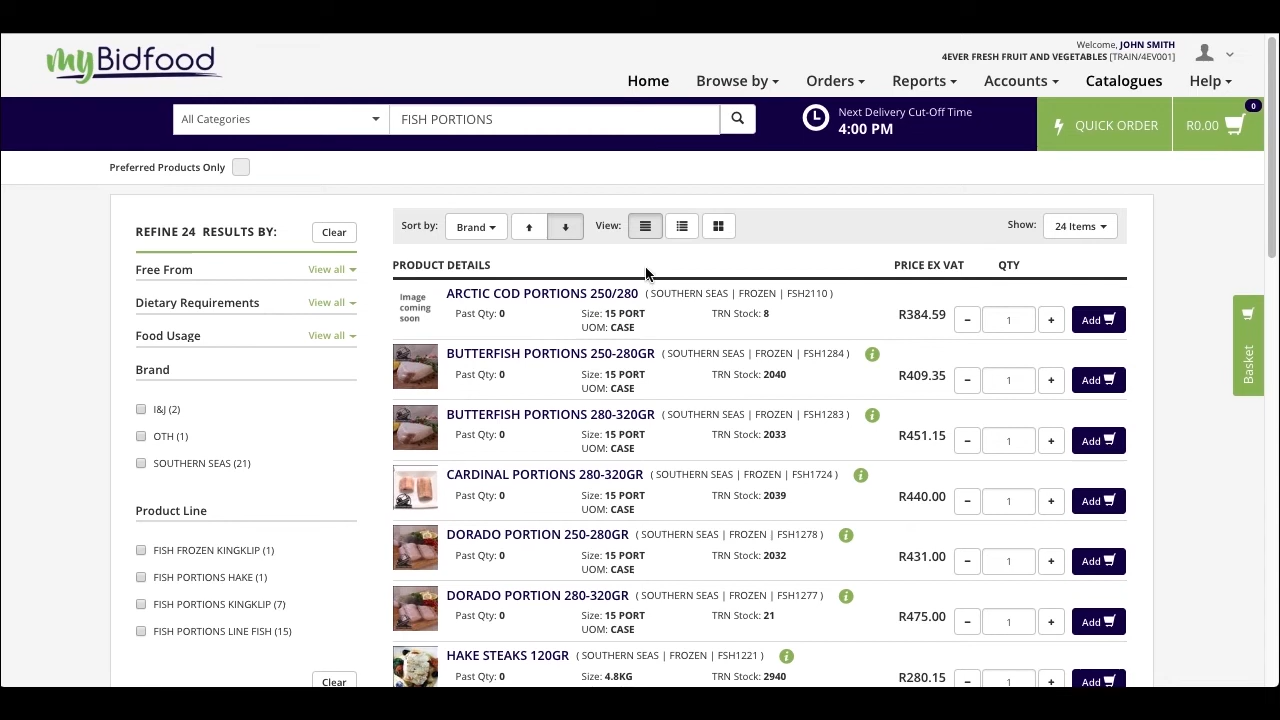 myBidfood
Welcome, JOHN SMITH
4EVER FRESH FRUIT AND VEGETABLES [TRAIN/4EV001]
Home Browse by Orders Reports Accounts Catalogues Help
All Categories FISH PORTIONS
Next Delivery Cut-Off Time
4:00 PM
QUICK ORDER R0.00 0
Preferred Products Only
REFINE 24 RESULTS BY: Clear
Free From View all
Dietary Requirements View all
Food Usage View all
Brand
I&J (2)
OTH (1)
SOUTHERN SEAS (21)
Product Line
FISH FROZEN KINGKLIP (1)
FISH PORTIONS HAKE (1)
FISH PORTIONS KINGKLIP (7)
FISH PORTIONS LINE FISH (15)
Clear
Sort by: Brand View: Show: 24 Items
PRODUCT DETAILS PRICE EX VAT QTY
Image
coming
soon
ARCTIC COD PORTIONS 250/280 ( SOUTHERN SEAS | FROZEN | FSH2110 )
Past Qty: 0 Size: 15 PORT TRN Stock: 8 R384.59 − 1 + Add
UOM: CASE
BUTTERFISH PORTIONS 250-280GR ( SOUTHERN SEAS | FROZEN | FSH1284 ) i
Past Qty: 0 Size: 15 PORT TRN Stock: 2040 R409.35 − 1 + Add
UOM: CASE
BUTTERFISH PORTIONS 280-320GR ( SOUTHERN SEAS | FROZEN | FSH1283 ) i
Past Qty: 0 Size: 15 PORT TRN Stock: 2033 R451.15 − 1 + Add
UOM: CASE
CARDINAL PORTIONS 280-320GR ( SOUTHERN SEAS | FROZEN | FSH1724 ) i
Past Qty: 0 Size: 15 PORT TRN Stock: 2039 R440.00 − 1 + Add
UOM: CASE
DORADO PORTION 250-280GR ( SOUTHERN SEAS | FROZEN | FSH1278 ) i
Past Qty: 0 Size: 15 PORT TRN Stock: 2032 R431.00 − 1 + Add
UOM: CASE
DORADO PORTION 280-320GR ( SOUTHERN SEAS | FROZEN | FSH1277 ) i
Past Qty: 0 Size: 15 PORT TRN Stock: 21 R475.00 − 1 + Add
UOM: CASE
HAKE STEAKS 120GR ( SOUTHERN SEAS | FROZEN | FSH1221 ) i
Past Qty: 0 Size: 4.8KG TRN Stock: 2940 R280.15 − 1 + Add
Basket